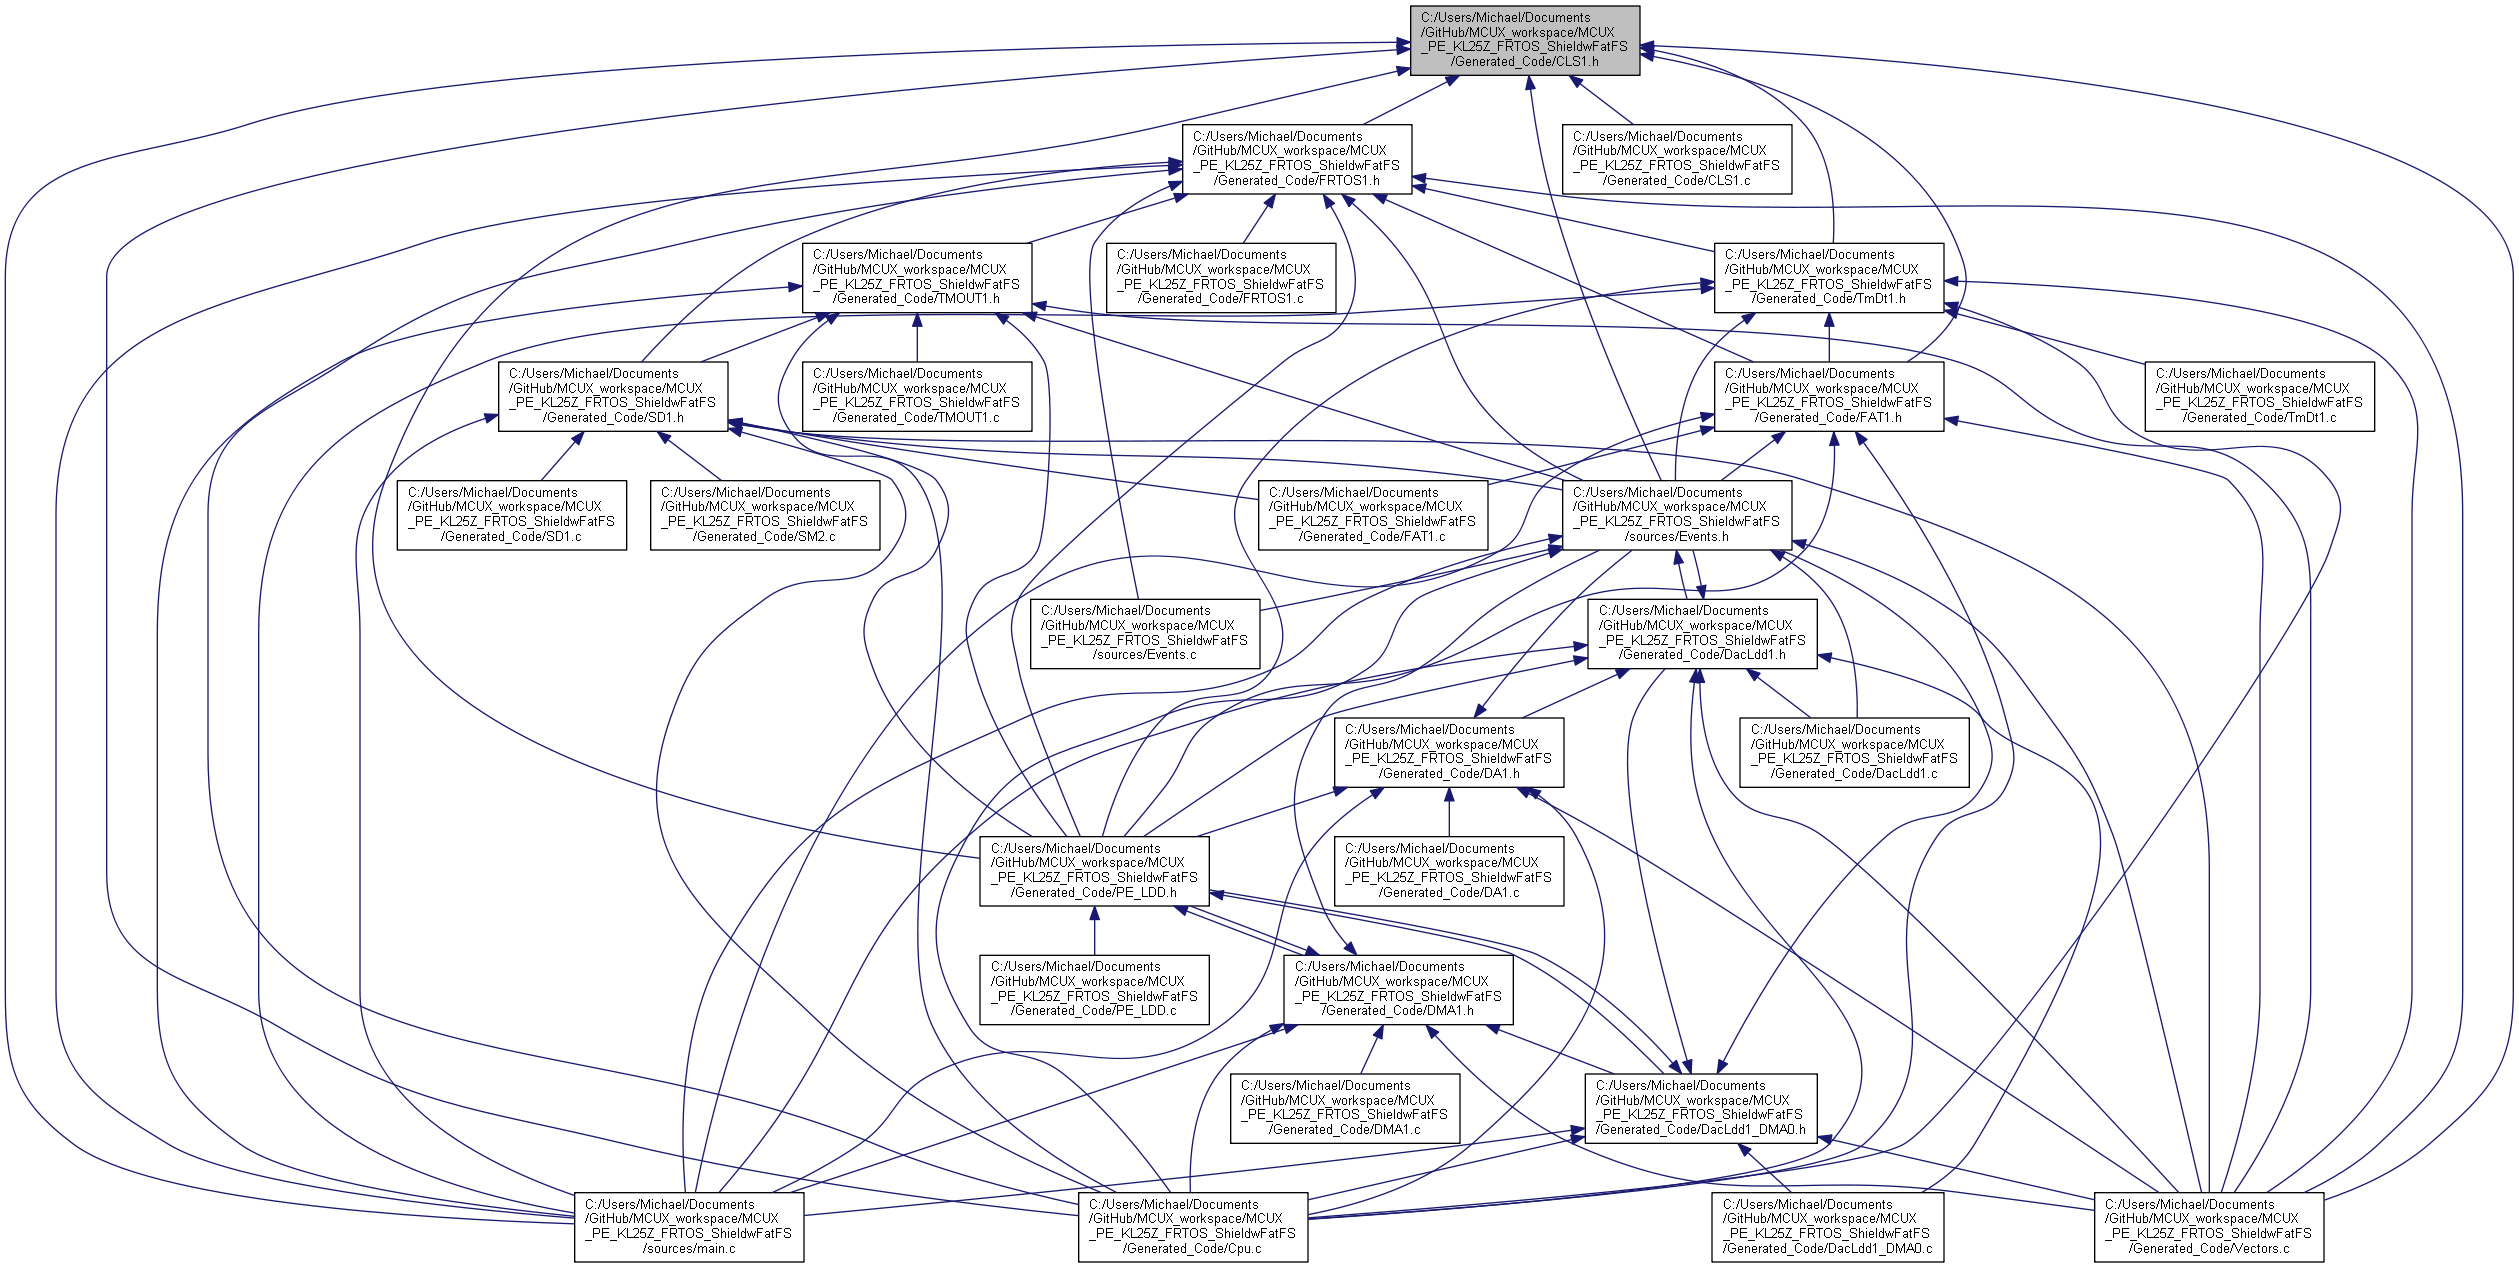 C:/Users/Michael/Documents
/GitHub/MCUX_workspace/MCUX
_PE_KL25Z_FRTOS_ShieldwFatFS
/Generated_Code/CLS1.h
C:/Users/Michael/Documents
/GitHub/MCUX_workspace/MCUX
_PE_KL25Z_FRTOS_ShieldwFatFS
/Generated_Code/FRTOS1.h
C:/Users/Michael/Documents
/GitHub/MCUX_workspace/MCUX
_PE_KL25Z_FRTOS_ShieldwFatFS
/Generated_Code/CLS1.c
C:/Users/Michael/Documents
/GitHub/MCUX_workspace/MCUX
_PE_KL25Z_FRTOS_ShieldwFatFS
/Generated_Code/TMOUT1.h
C:/Users/Michael/Documents
/GitHub/MCUX_workspace/MCUX
_PE_KL25Z_FRTOS_ShieldwFatFS
/Generated_Code/FRTOS1.c
C:/Users/Michael/Documents
/GitHub/MCUX_workspace/MCUX
_PE_KL25Z_FRTOS_ShieldwFatFS
/Generated_Code/TmDt1.h
C:/Users/Michael/Documents
/GitHub/MCUX_workspace/MCUX
_PE_KL25Z_FRTOS_ShieldwFatFS
/Generated_Code/SD1.h
C:/Users/Michael/Documents
/GitHub/MCUX_workspace/MCUX
_PE_KL25Z_FRTOS_ShieldwFatFS
/Generated_Code/TMOUT1.c
C:/Users/Michael/Documents
/GitHub/MCUX_workspace/MCUX
_PE_KL25Z_FRTOS_ShieldwFatFS
/Generated_Code/FAT1.h
C:/Users/Michael/Documents
/GitHub/MCUX_workspace/MCUX
_PE_KL25Z_FRTOS_ShieldwFatFS
/Generated_Code/TmDt1.c
C:/Users/Michael/Documents
/GitHub/MCUX_workspace/MCUX
_PE_KL25Z_FRTOS_ShieldwFatFS
/Generated_Code/SD1.c
C:/Users/Michael/Documents
/GitHub/MCUX_workspace/MCUX
_PE_KL25Z_FRTOS_ShieldwFatFS
/Generated_Code/SM2.c
C:/Users/Michael/Documents
/GitHub/MCUX_workspace/MCUX
_PE_KL25Z_FRTOS_ShieldwFatFS
/Generated_Code/FAT1.c
C:/Users/Michael/Documents
/GitHub/MCUX_workspace/MCUX
_PE_KL25Z_FRTOS_ShieldwFatFS
/sources/Events.h
C:/Users/Michael/Documents
/GitHub/MCUX_workspace/MCUX
_PE_KL25Z_FRTOS_ShieldwFatFS
/sources/Events.c
C:/Users/Michael/Documents
/GitHub/MCUX_workspace/MCUX
_PE_KL25Z_FRTOS_ShieldwFatFS
/Generated_Code/DacLdd1.h
C:/Users/Michael/Documents
/GitHub/MCUX_workspace/MCUX
_PE_KL25Z_FRTOS_ShieldwFatFS
/Generated_Code/DA1.h
C:/Users/Michael/Documents
/GitHub/MCUX_workspace/MCUX
_PE_KL25Z_FRTOS_ShieldwFatFS
/Generated_Code/DacLdd1.c
C:/Users/Michael/Documents
/GitHub/MCUX_workspace/MCUX
_PE_KL25Z_FRTOS_ShieldwFatFS
/Generated_Code/PE_LDD.h
C:/Users/Michael/Documents
/GitHub/MCUX_workspace/MCUX
_PE_KL25Z_FRTOS_ShieldwFatFS
/Generated_Code/DA1.c
C:/Users/Michael/Documents
/GitHub/MCUX_workspace/MCUX
_PE_KL25Z_FRTOS_ShieldwFatFS
/Generated_Code/PE_LDD.c
C:/Users/Michael/Documents
/GitHub/MCUX_workspace/MCUX
_PE_KL25Z_FRTOS_ShieldwFatFS
/Generated_Code/DMA1.h
C:/Users/Michael/Documents
/GitHub/MCUX_workspace/MCUX
_PE_KL25Z_FRTOS_ShieldwFatFS
/Generated_Code/DMA1.c
C:/Users/Michael/Documents
/GitHub/MCUX_workspace/MCUX
_PE_KL25Z_FRTOS_ShieldwFatFS
/Generated_Code/DacLdd1_DMA0.h
C:/Users/Michael/Documents
/GitHub/MCUX_workspace/MCUX
_PE_KL25Z_FRTOS_ShieldwFatFS
/sources/main.c
C:/Users/Michael/Documents
/GitHub/MCUX_workspace/MCUX
_PE_KL25Z_FRTOS_ShieldwFatFS
/Generated_Code/Cpu.c
C:/Users/Michael/Documents
/GitHub/MCUX_workspace/MCUX
_PE_KL25Z_FRTOS_ShieldwFatFS
/Generated_Code/DacLdd1_DMA0.c
C:/Users/Michael/Documents
/GitHub/MCUX_workspace/MCUX
_PE_KL25Z_FRTOS_ShieldwFatFS
/Generated_Code/Vectors.c